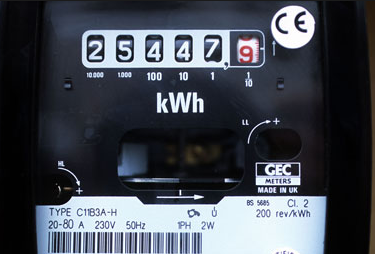 CE
2 5 4 4 7 , 9
10.000 1.000 100 10 1 1/10
kWh
LL +
HL +
GEC
METERS
MADE IN UK
BS 5685 Cl. 2
200 rev/kWh
TYPE C11B3A-H
20-80 A 230V 50Hz 1PH 2W